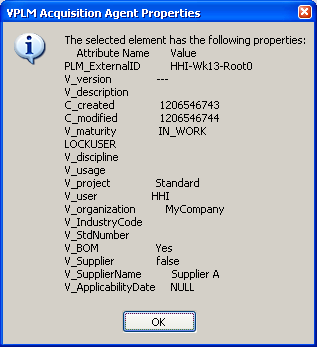 VPLM Acquisition Agent Properties
The selected element has the following properties:
Attribute Name Value
PLM_ExternalID HHI-Wk13-Root0
V_version ---
V_description
C_created 1206546743
C_modified 1206546744
V_maturity IN_WORK
LOCKUSER
V_discipline
V_usage
V_project Standard
V_user HHI
V_organization MyCompany
V_IndustryCode
V_StdNumber
V_BOM Yes
V_Supplier false
V_SupplierName Supplier A
V_ApplicabilityDate NULL
OK